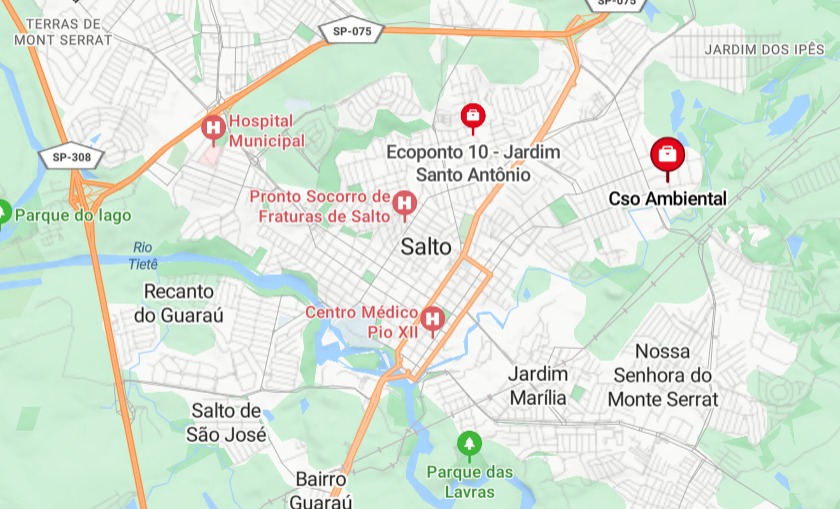 SP-075
TERRAS DE
MONT SERRAT
SP-075
JARDIM DOS IPÊS
Hospital
Municipal
SP-308
Ecoponto 10 - Jardim
Santo Antônio
Cso Ambiental
Pronto Socorro de
Fraturas de Salto
Parque do Iago
Salto
Rio
Tietê
Recanto
do Guaraú
Centro Médico
Pio XII
Nossa
Senhora do
Monte Serrat
Jardim
Marília
Salto de
São José
Parque das
Lavras
Bairro
Guaraú